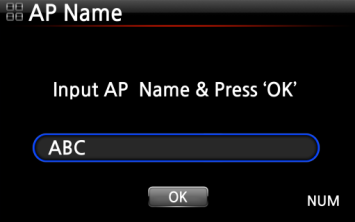 AP Name
Input AP Name & Press ‘OK’
ABC
OK
NUM